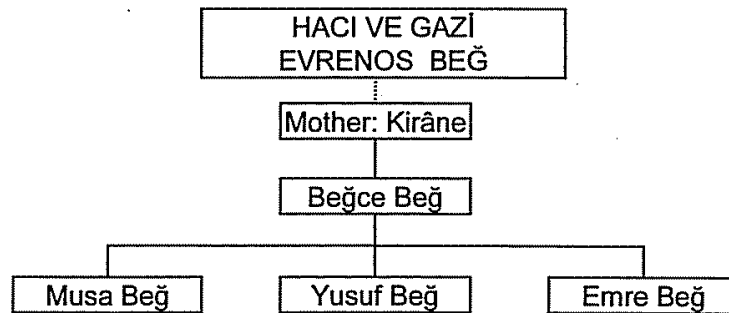 HACI VE GAZİ
EVRENOS BEĞ
Mother: Kirâne
Beğce Beğ
Musa Beğ
Yusuf Beğ
Emre Beğ